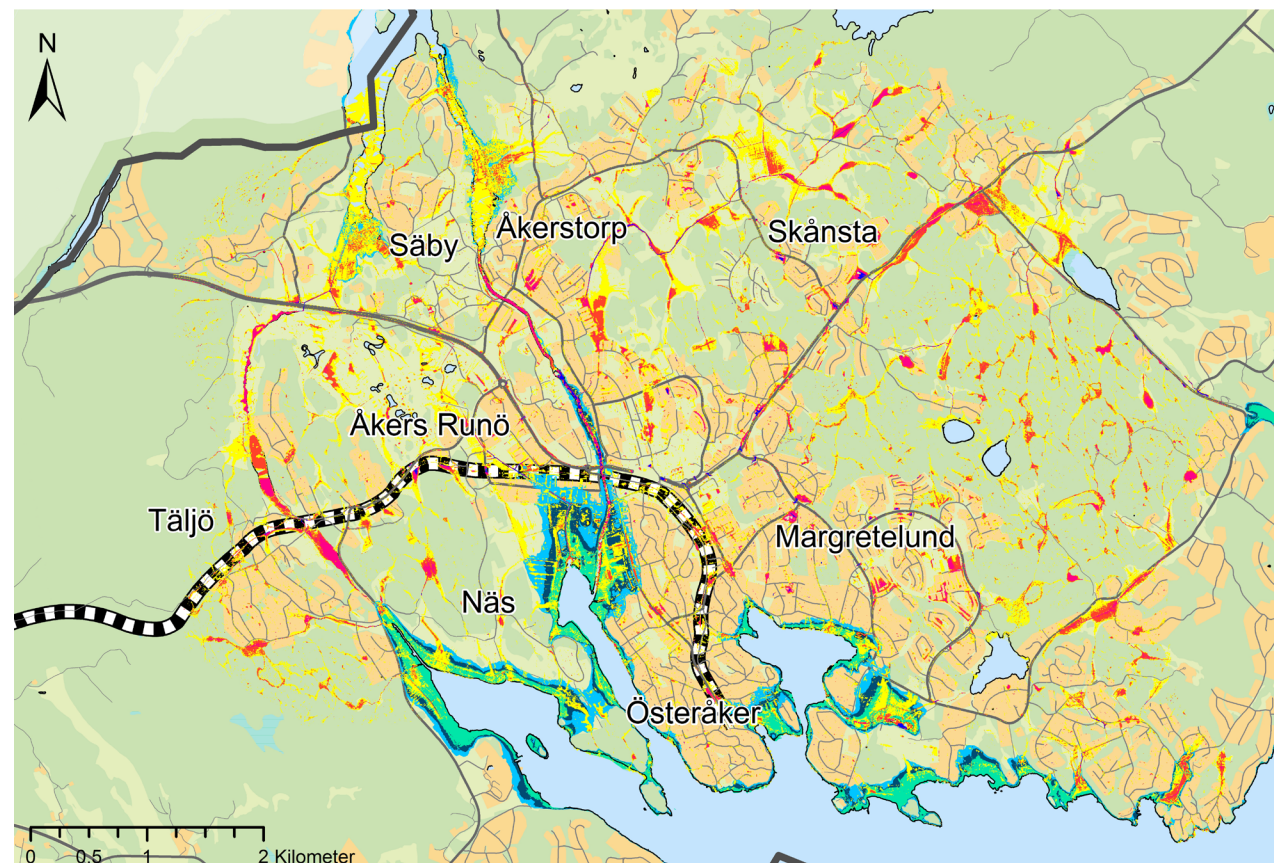 N
Säby
Åkerstorp
Skånsta
Åkers Runö
Täljö
Margretelund
Näs
Österåker
0 0.5 1 2 Kilometer